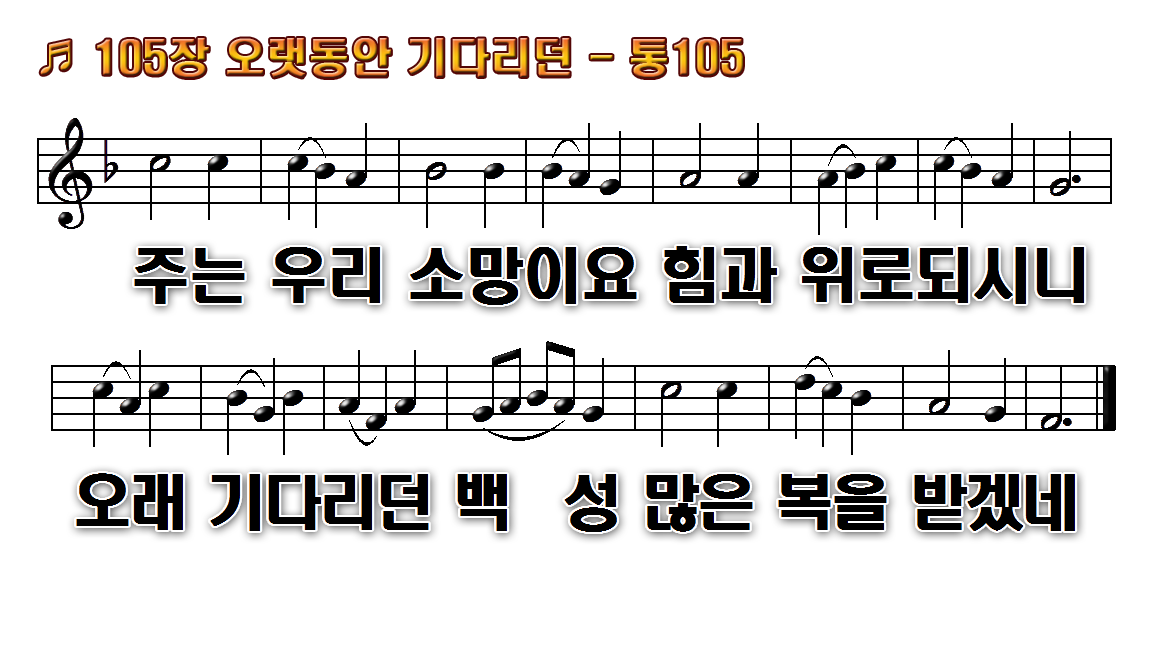 105장 오랫동안 기다리던 - 통105
주는 우리 소망이요 힘과 위로되시니
오래 기다리던 백 성 많은 복을 받겠네